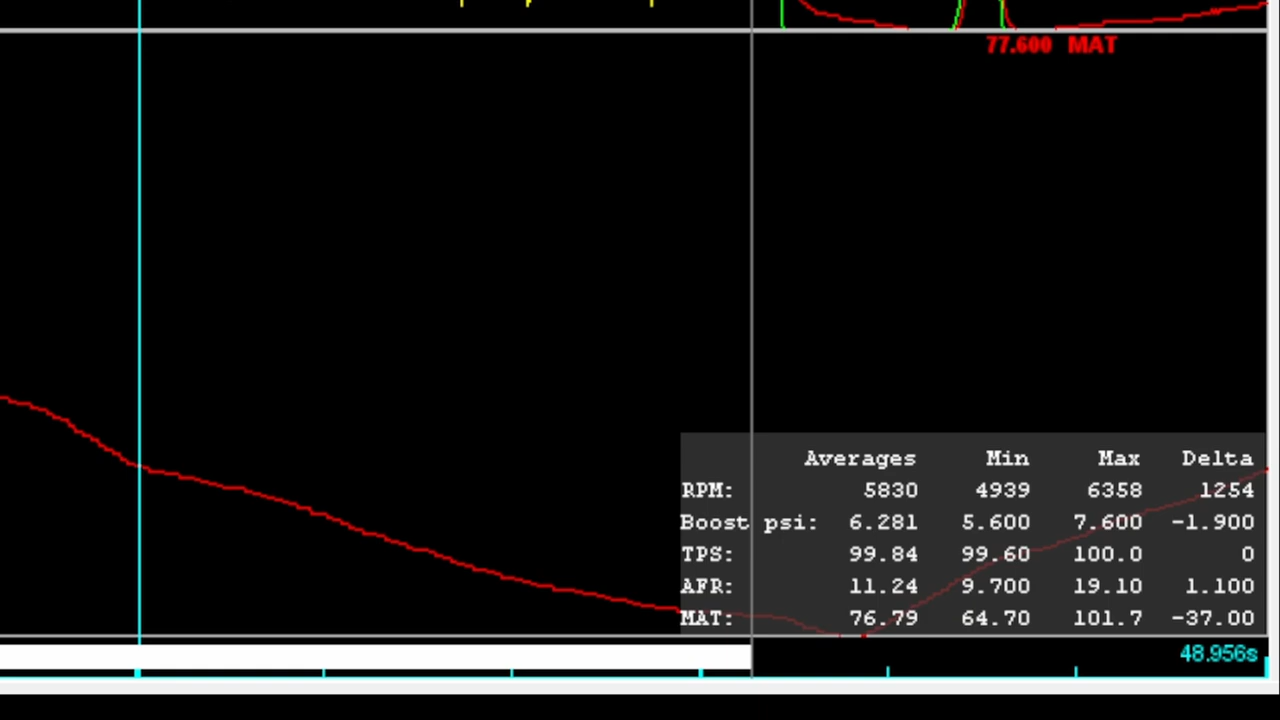 77.600 MAT
Averages Min Max Delta
RPM: 5830 4939 6358 1254
Boost psi: 6.281 5.600 7.600 -1.900
TPS: 99.84 99.60 100.0 0
AFR: 11.24 9.700 19.10 1.100
MAT: 76.79 64.70 101.7 -37.00
48.956s